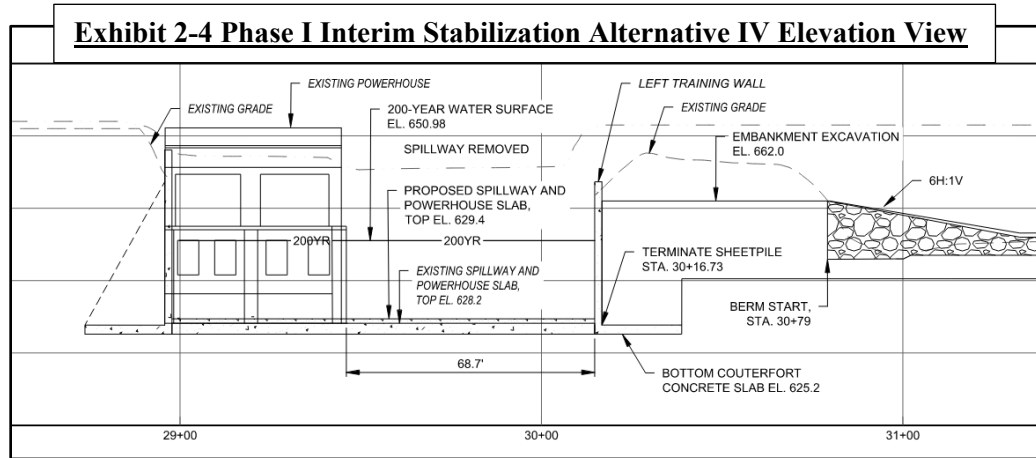 Exhibit 2-4 Phase I Interim Stabilization Alternative IV Elevation View
EXISTING GRADE
EXISTING POWERHOUSE
200-YEAR WATER SURFACE
EL. 650.98
SPILLWAY REMOVED
LEFT TRAINING WALL
EXISTING GRADE
EMBANKMENT EXCAVATION
EL. 662.0
6H:1V
PROPOSED SPILLWAY AND
POWERHOUSE SLAB,
TOP EL. 629.4
200YR
200YR
EXISTING SPILLWAY AND
POWERHOUSE SLAB,
TOP EL. 628.2
TERMINATE SHEETPILE
STA. 30+16.73
BERM START,
STA. 30+79
68.7'
BOTTOM COUTERFORT
CONCRETE SLAB EL. 625.2
29+00
30+00
31+00